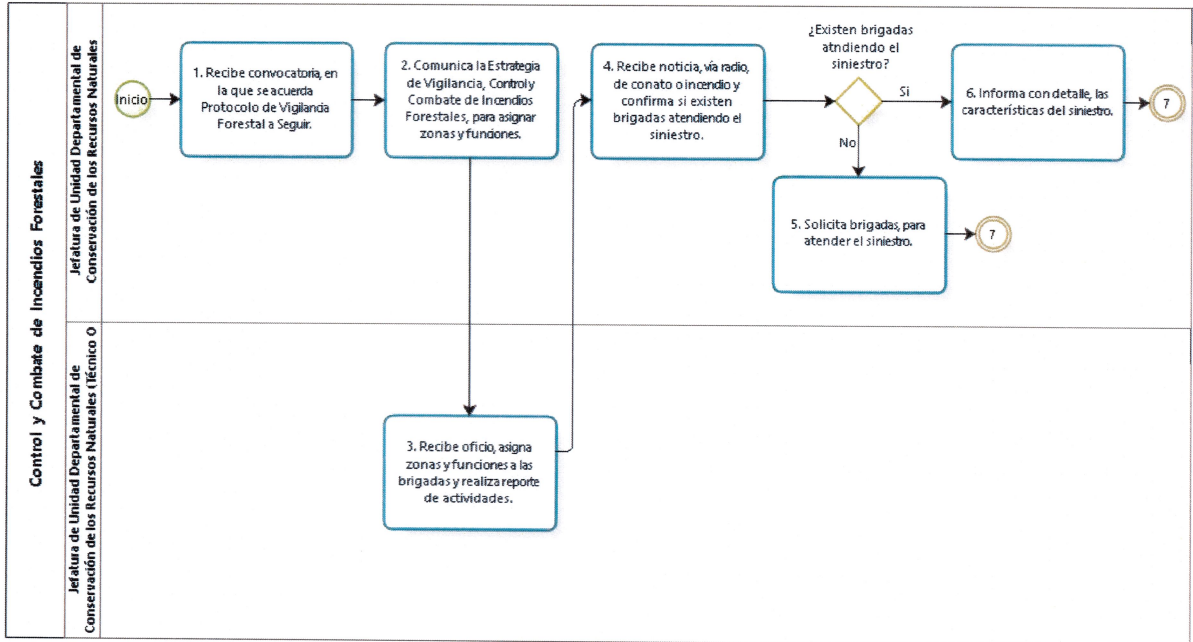 Control y Combate de Incendios Forestales
Jefatura de Unidad Departamental de
Conservación de los Recursos Naturales
Inicio
1. Recibe convocatoria, en
la que se acuerda
Protocolo de Vigilancia
Forestal a Seguir.
2. Comunica la Estrategia
de Vigilancia, Control y
Combate de Incendios
Forestales, para asignar
zonas y funciones.
4. Recibe noticia, vía radio,
de conato o incendio y
confirma si existen
brigadas atendiendo el
siniestro.
¿Existen brigadas
atndiendo el
siniestro?
Si
No
6. Informa con detalle, las
características del siniestro.
7
5. Solicita brigadas, para
atender el siniestro.
7
Jefatura de Unidad Departamental de
Conservación de los Recursos Naturales (Técnico O
3. Recibe oficio, asigna
zonas y funciones a las
brigadas y realiza reporte
de actividades.